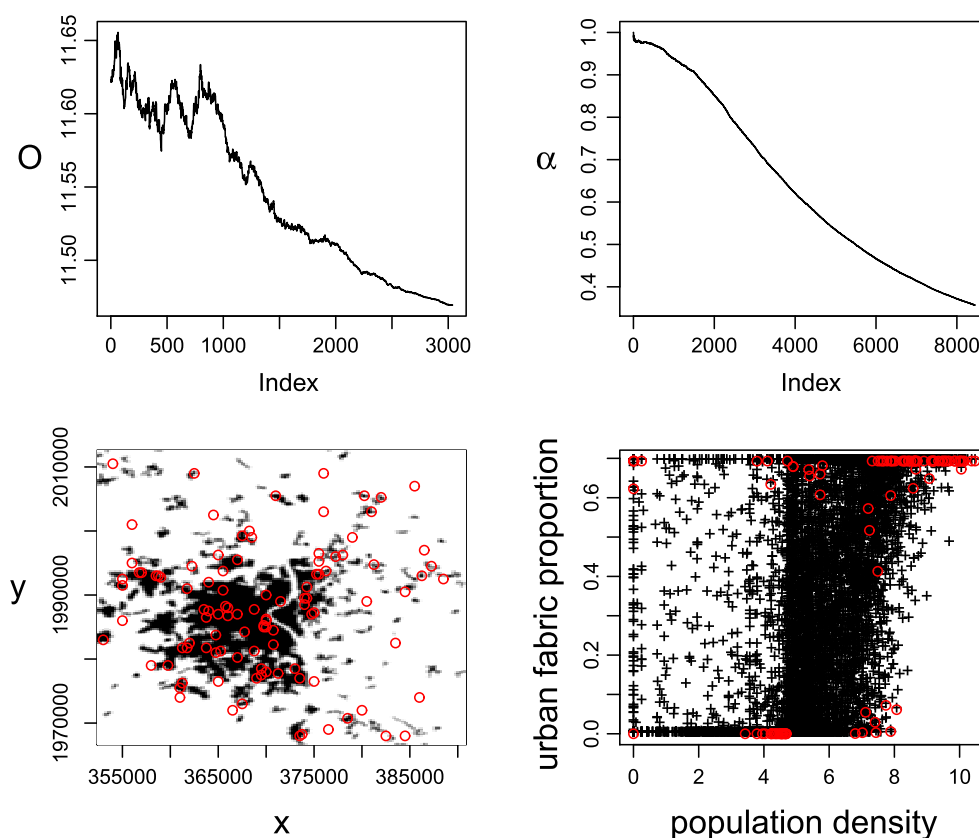 11.65
11.60
11.55
11.50
O
0 500 1000 2000 3000
Index
1.0
0.9
0.8
0.7
0.6
0.5
0.4
α
0 2000 4000 6000 8000
Index
2010000
1990000
1970000
y
355000 365000 375000 385000
x
0.6
0.4
0.2
0.0
urban fabric proportion
0 2 4 6 8 10
population density